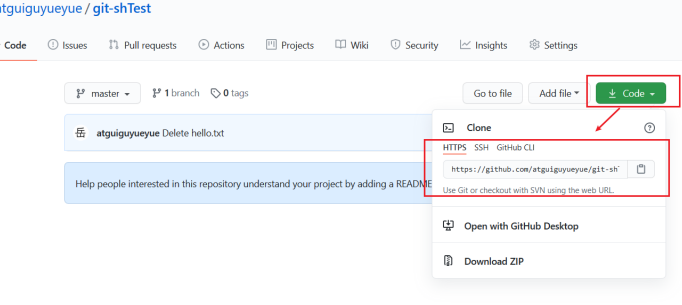 atguiguyueyue / git-shTest
Code Issues Pull requests Actions Projects Wiki Security Insights Settings
master 1 branch 0 tags Go to file Add file Code
atguiguyueyue Delete hello.txt
Help people interested in this repository understand your project by adding a README
Clone
HTTPS SSH GitHub CLI
https://github.com/atguiguyueyue/git-sh
Use Git or checkout with SVN using the web URL.
Open with GitHub Desktop
Download ZIP